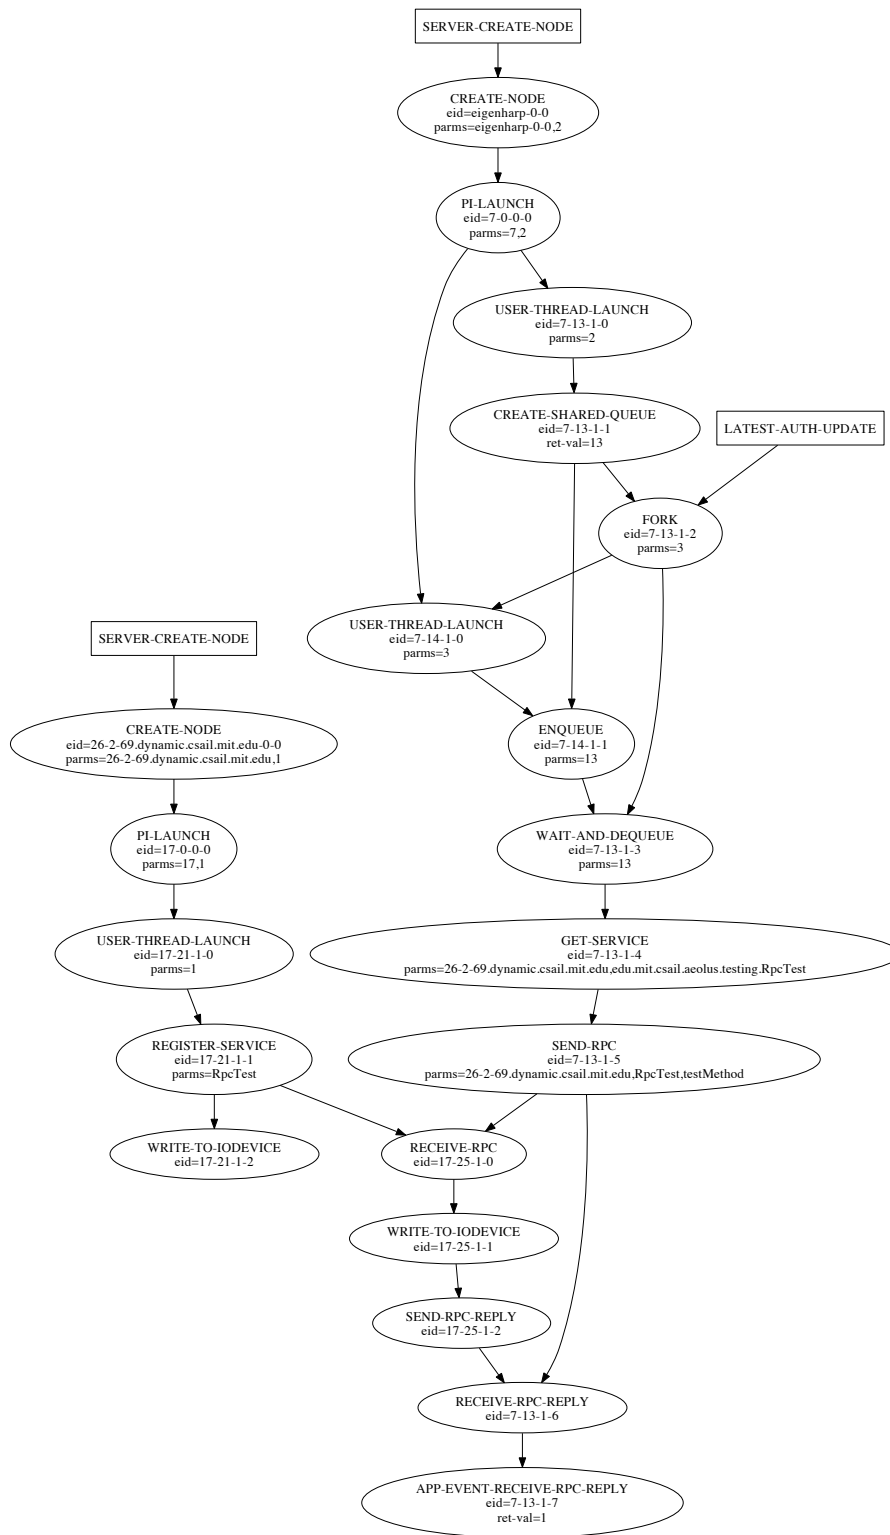 SERVER-CREATE-NODE
CREATE-NODE
eid=eigenharp-0-0
parms=eigenharp-0-0,2
PI-LAUNCH
eid=7-0-0-0
parms=7,2
USER-THREAD-LAUNCH
eid=7-13-1-0
parms=2
CREATE-SHARED-QUEUE
eid=7-13-1-1
ret-val=13
LATEST-AUTH-UPDATE
FORK
eid=7-13-1-2
parms=3
USER-THREAD-LAUNCH
eid=7-14-1-0
parms=3
SERVER-CREATE-NODE
CREATE-NODE
eid=26-2-69.dynamic.csail.mit.edu-0-0
parms=26-2-69.dynamic.csail.mit.edu,1
ENQUEUE
eid=7-14-1-1
parms=13
PI-LAUNCH
eid=17-0-0-0
parms=17,1
WAIT-AND-DEQUEUE
eid=7-13-1-3
parms=13
USER-THREAD-LAUNCH
eid=17-21-1-0
parms=1
GET-SERVICE
eid=7-13-1-4
parms=26-2-69.dynamic.csail.mit.edu,edu.mit.csail.aeolus.testing.RpcTest
REGISTER-SERVICE
eid=17-21-1-1
parms=RpcTest
SEND-RPC
eid=7-13-1-5
parms=26-2-69.dynamic.csail.mit.edu,RpcTest,testMethod
WRITE-TO-IODEVICE
eid=17-21-1-2
RECEIVE-RPC
eid=17-25-1-0
WRITE-TO-IODEVICE
eid=17-25-1-1
SEND-RPC-REPLY
eid=17-25-1-2
RECEIVE-RPC-REPLY
eid=7-13-1-6
APP-EVENT-RECEIVE-RPC-REPLY
eid=7-13-1-7
ret-val=1